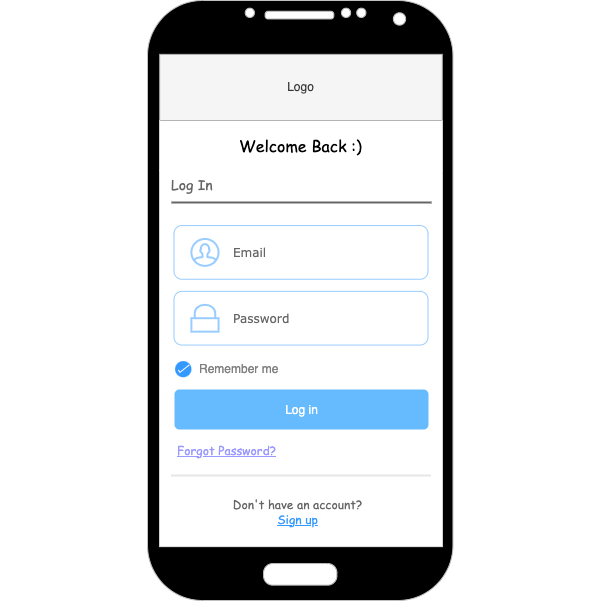 Logo
Welcome Back :)
Log In
Email
Password
Remember me
Log in
Forgot Password?
Don't have an account?
Sign up